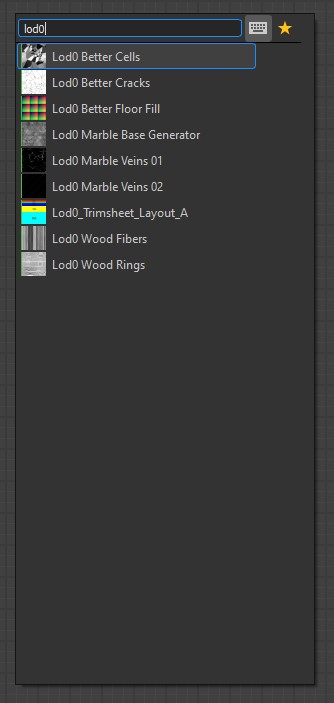 lod0
Lod0 Better Cells
Lod0 Better Cracks
Lod0 Better Floor Fill
Lod0 Marble Base Generator
Lod0 Marble Veins 01
Lod0 Marble Veins 02
Lod0_Trimsheet_Layout_A
Lod0 Wood Fibers
Lod0 Wood Rings